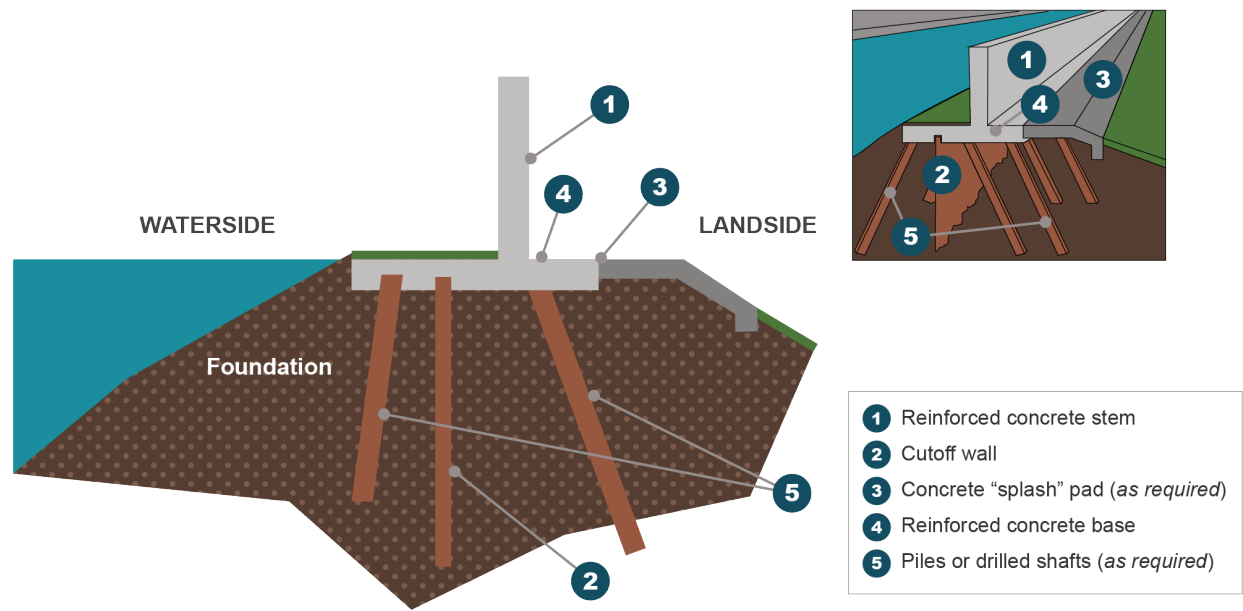 1
3
4
2
5
1
4
3
WATERSIDE
LANDSIDE
Foundation
5
2
1 Reinforced concrete stem
2 Cutoff wall
3 Concrete “splash” pad (as required)
4 Reinforced concrete base
5 Piles or drilled shafts (as required)